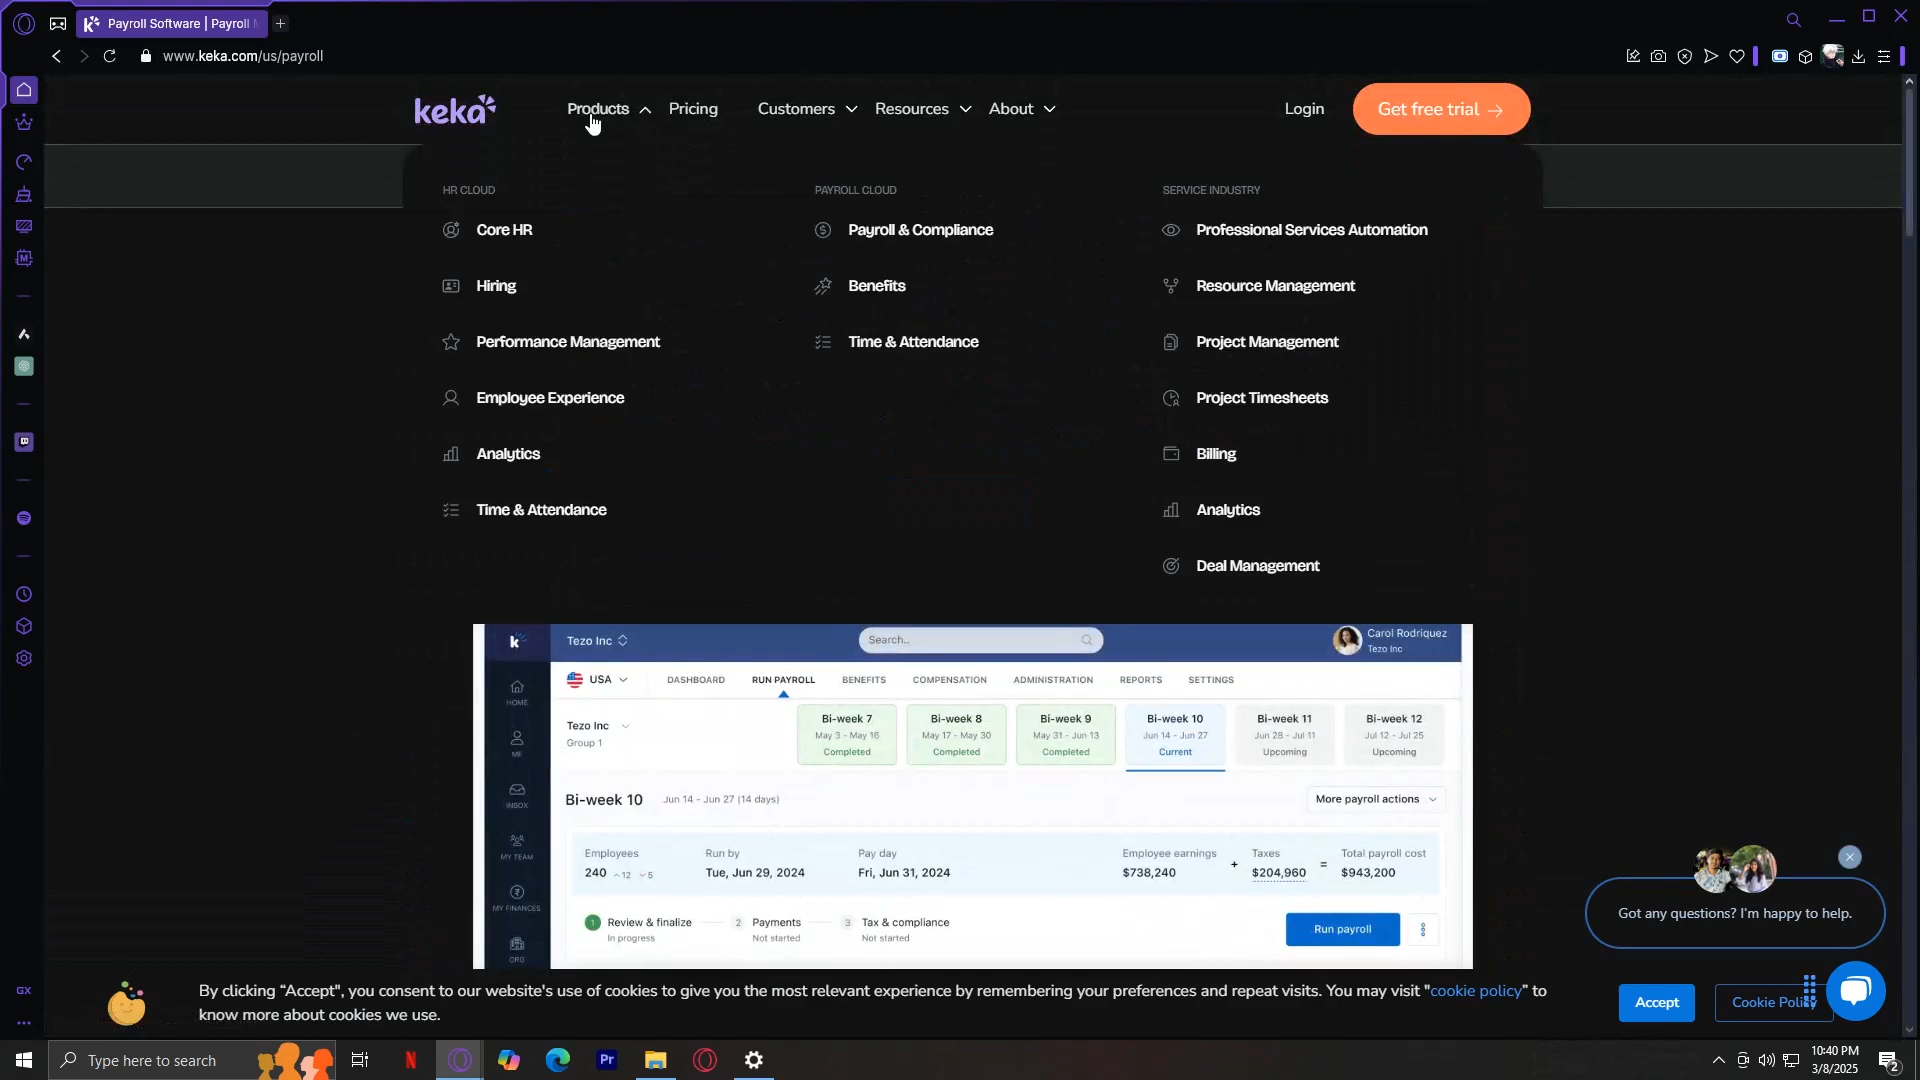 Payroll Software | Payroll M
www.keka.com/us/payroll
keka
Products
Pricing
Customers
Resources
About
Login
Get free trial
HR CLOUD
Core HR
Hiring
Performance Management
Employee Experience
Analytics
Time & Attendance
PAYROLL CLOUD
Payroll & Compliance
Benefits
Time & Attendance
SERVICE INDUSTRY
Professional Services Automation
Resource Management
Project Management
Project Timesheets
Billing
Analytics
Deal Management
k
Tezo Inc
Search..
Carol Rodriquez
Tezo Inc
HOME
ME
INBOX
MY TEAM
MY FINANCES
ORG
USA
DASHBOARD
RUN PAYROLL
BENEFITS
COMPENSATION
ADMINISTRATION
REPORTS
SETTINGS
Tezo Inc
Group 1
Bi-week 7
May 3 - May 16
Completed
Bi-week 8
May 17 - May 30
Completed
Bi-week 9
May 31 - Jun 13
Completed
Bi-week 10
Jun 14 - Jun 27
Current
Bi-week 11
Jun 28 - Jul 11
Upcoming
Bi-week 12
Jul 12 - Jul 25
Upcoming
Bi-week 10
Jun 14 - Jun 27 (14 days)
More payroll actions
Employees
240 12 5
Run by
Tue, Jun 29, 2024
Pay day
Fri, Jun 31, 2024
Employee earnings
$738,240
+
Taxes
$204,960
=
Total payroll cost
$943,200
1 Review & finalize
In progress
2 Payments
Not started
3 Tax & compliance
Not started
Run payroll
Got any questions? I'm happy to help.
By clicking “Accept", you consent to our website's use of cookies to give you the most relevant experience by remembering your preferences and repeat visits. You may visit "cookie policy” to
know more about cookies we use.
Accept
Cookie Policy
GX
Type here to search
N
Pr
10:40 PM
3/8/2025
2